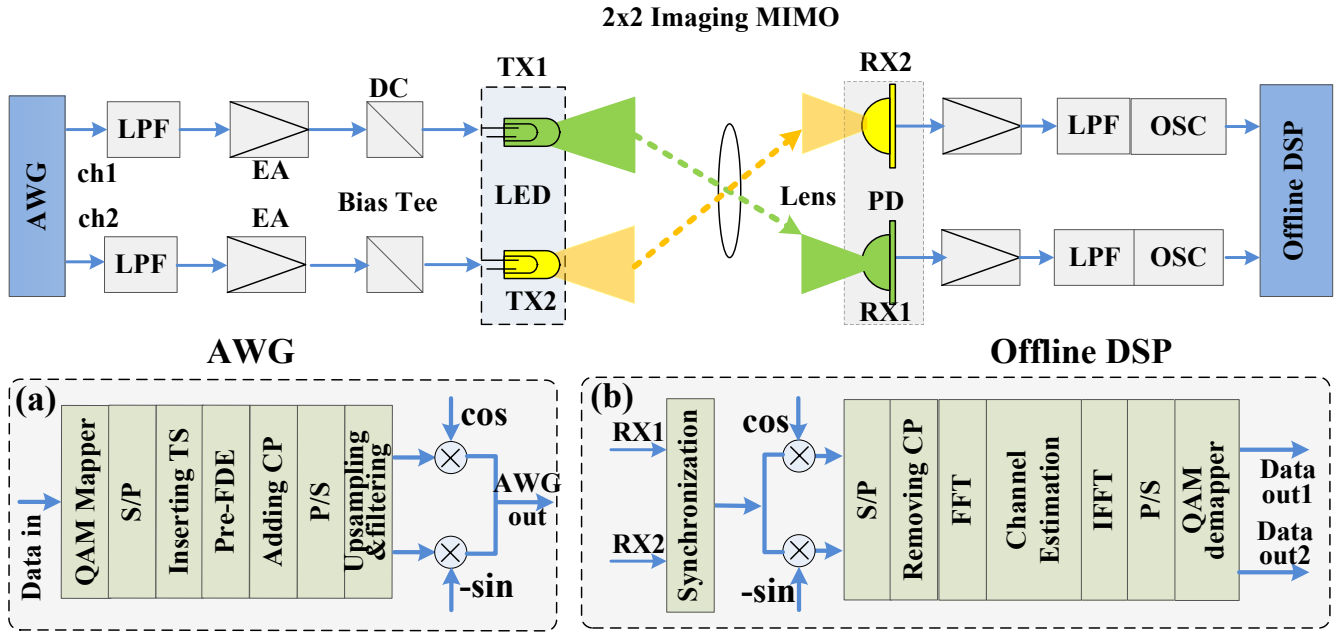 2x2 Imaging MIMO
TX1
RX2
DC
AWG
LPF
EA
ch1
LED
Lens
PD
LPF
OSC
Offline DSP
ch2
EA
Bias Tee
LPF
TX2
RX1
LPF
OSC
AWG
Offline DSP
(a)
cos
Data in
QAM Mapper
S/P
Inserting TS
Pre-FDE
Adding CP
P/S
Upsampling
&filtering
AWG
out
-sin
(b)
RX1
RX2
Synchronization
cos
-sin
S/P
Removing CP
FFT
Channel
Estimation
IFFT
P/S
QAM
demapper
Data
out1
Data
out2